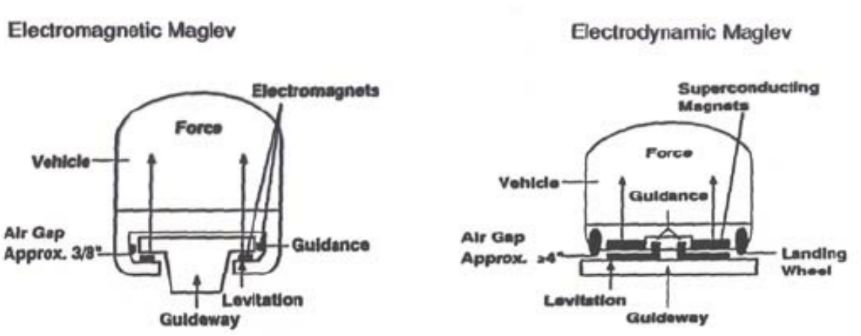 Electromagnetic Maglev
Electromagnets
Force
Vehicle
Air Gap
Approx. 3/8"
Guidance
Levitation
Guideway
Electrodynamic Maglev
Superconducting
Magnets
Force
Vehicle
Guidance
Air Gap
Approx. ≥4"
Landing
Wheel
Levitation
Guideway